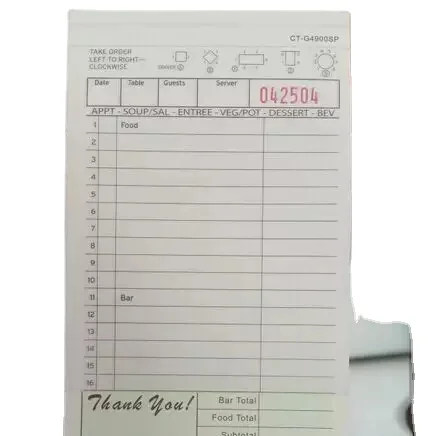 CT-G4900SP
TAKE ORDER
LEFT TO RIGHT—
CLOCKWISE
Date Table Guests Server
042504
APPT - SOUP/SAL - ENTREE - VEG/POT - DESSERT - BEV
1 Food
2
3
4
5
6
7
8
9
10
11 Bar
12
13
14
15
16
Thank You!
Bar Total
Food Total
Subtotal